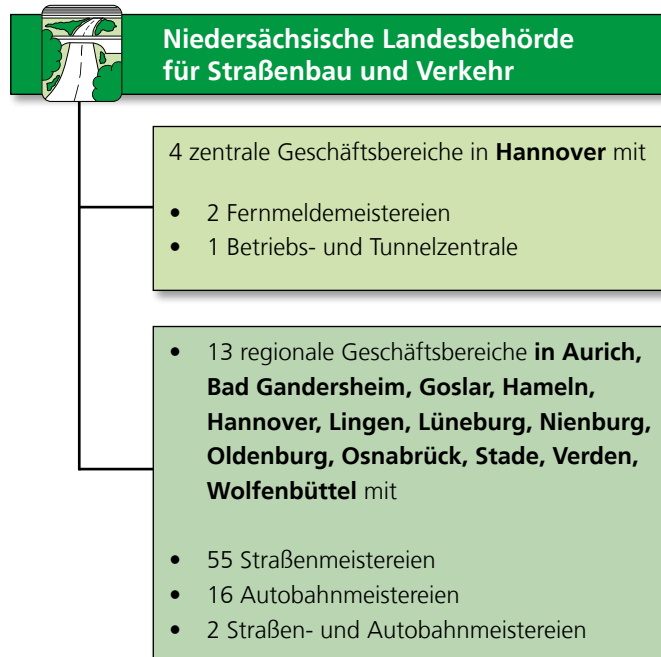 Niedersächsische Landesbehörde
für Straßenbau und Verkehr
4 zentrale Geschäftsbereiche in Hannover mit
• 2 Fernmeldemeistereien
• 1 Betriebs- und Tunnelzentrale
• 13 regionale Geschäftsbereiche in Aurich,
Bad Gandersheim, Goslar, Hameln,
Hannover, Lingen, Lüneburg, Nienburg,
Oldenburg, Osnabrück, Stade, Verden,
Wolfenbüttel mit
• 55 Straßenmeistereien
• 16 Autobahnmeistereien
• 2 Straßen- und Autobahnmeistereien